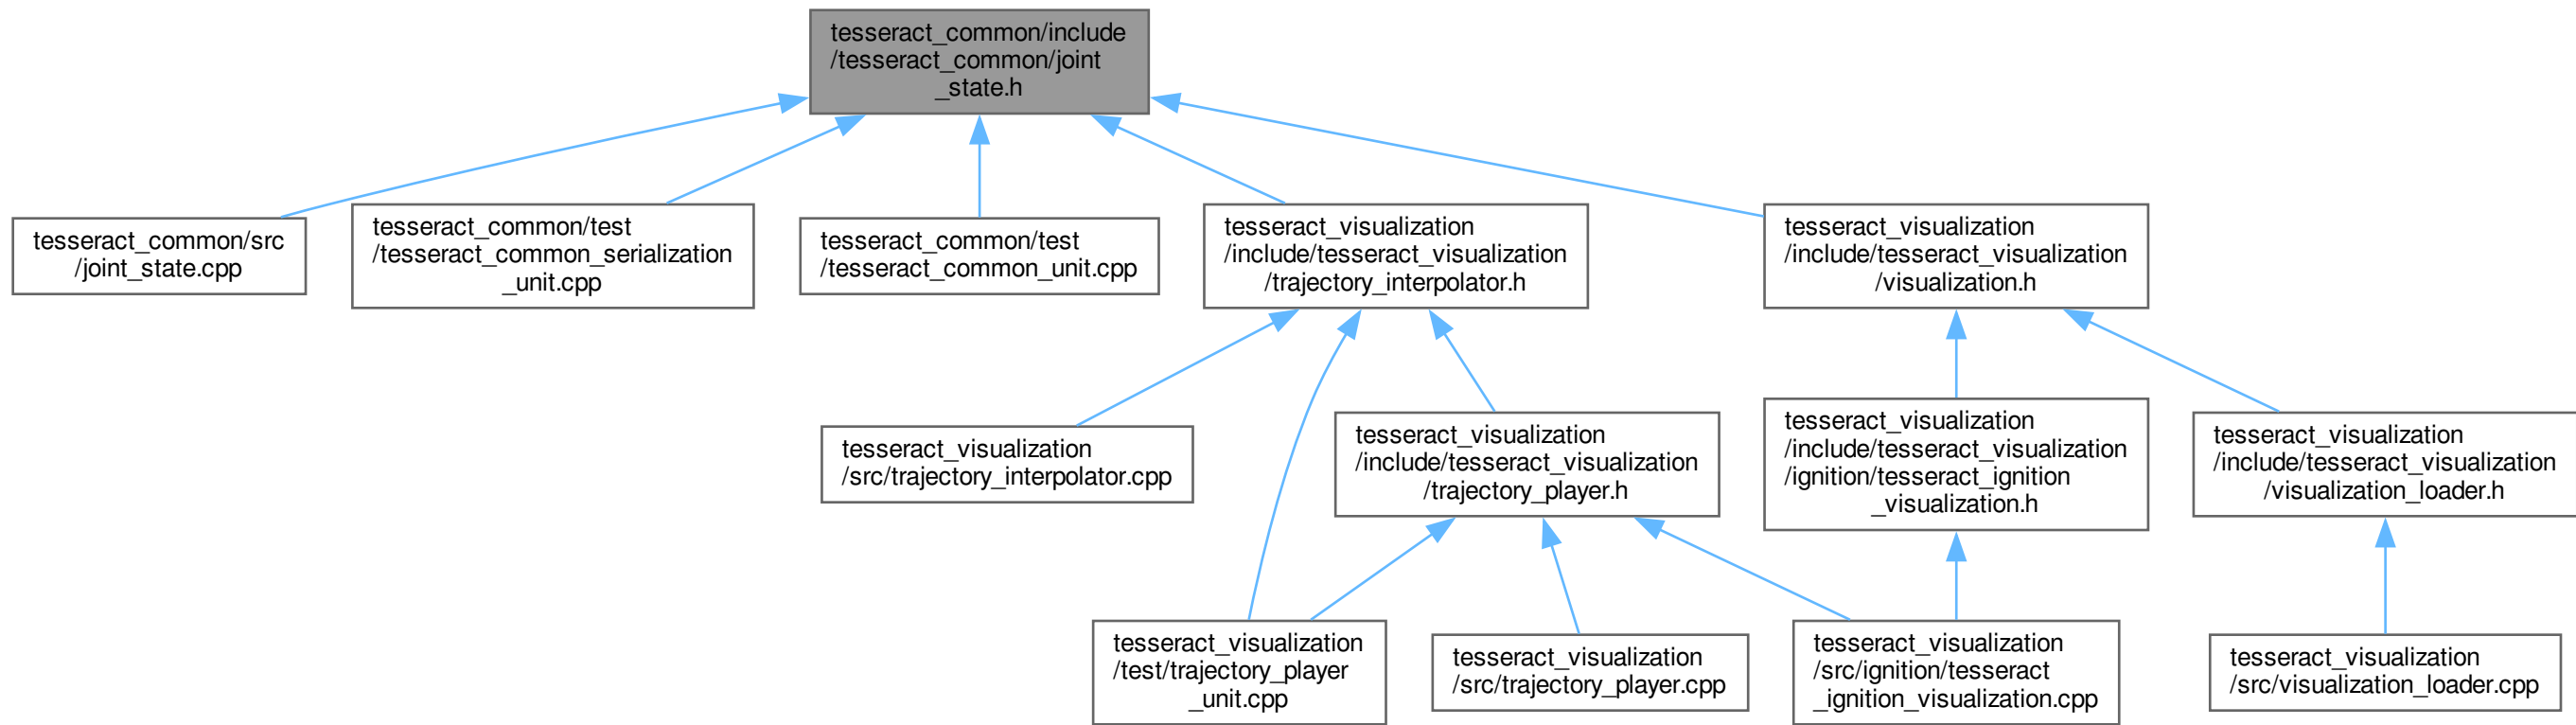 tesseract_common/include
/tesseract_common/joint
_state.h
tesseract_common/src
/joint_state.cpp
tesseract_common/test
/tesseract_common_serialization
_unit.cpp
tesseract_common/test
/tesseract_common_unit.cpp
tesseract_visualization
/include/tesseract_visualization
/trajectory_interpolator.h
tesseract_visualization
/include/tesseract_visualization
/visualization.h
tesseract_visualization
/src/trajectory_interpolator.cpp
tesseract_visualization
/include/tesseract_visualization
/trajectory_player.h
tesseract_visualization
/include/tesseract_visualization
/ignition/tesseract_ignition
_visualization.h
tesseract_visualization
/include/tesseract_visualization
/visualization_loader.h
tesseract_visualization
/test/trajectory_player
_unit.cpp
tesseract_visualization
/src/trajectory_player.cpp
tesseract_visualization
/src/ignition/tesseract
_ignition_visualization.cpp
tesseract_visualization
/src/visualization_loader.cpp